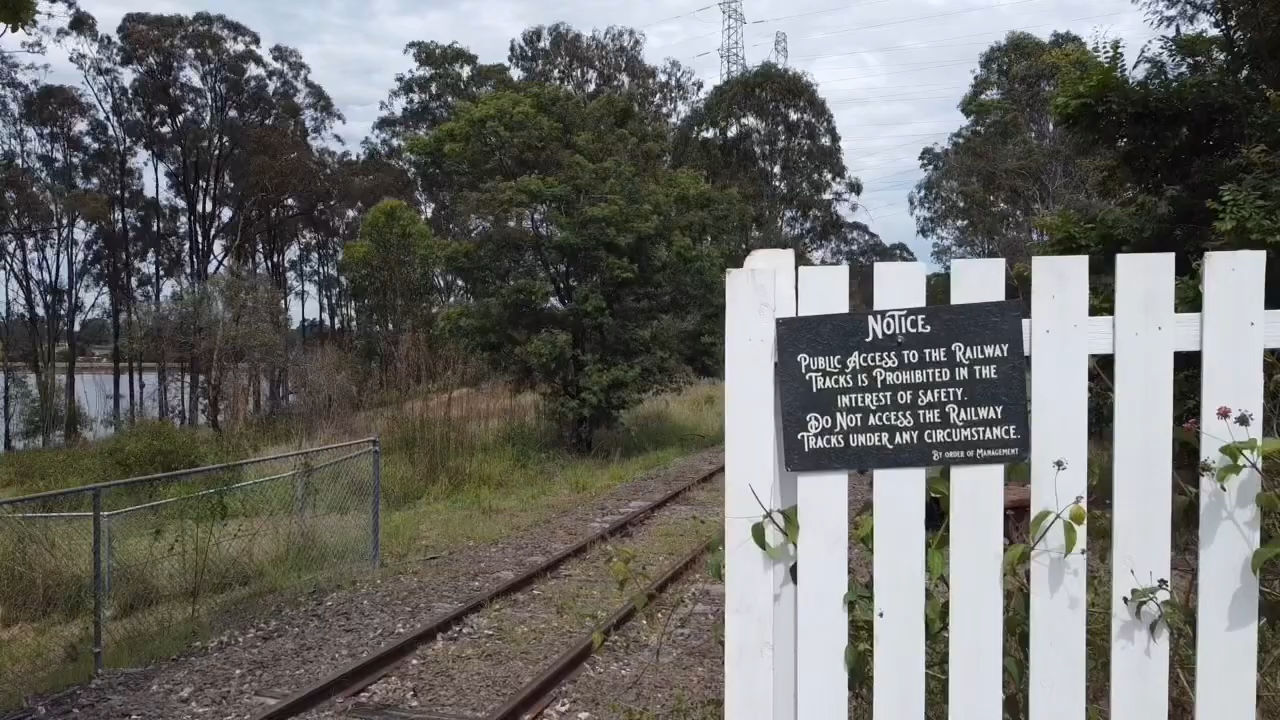 NOTICE
PUBLIC ACCESS TO THE RAILWAY
TRACKS IS PROHIBITED IN THE
INTEREST OF SAFETY.
DO NOT ACCESS THE RAILWAY
TRACKS UNDER ANY CIRCUMSTANCE.
BY ORDER OF MANAGEMENT